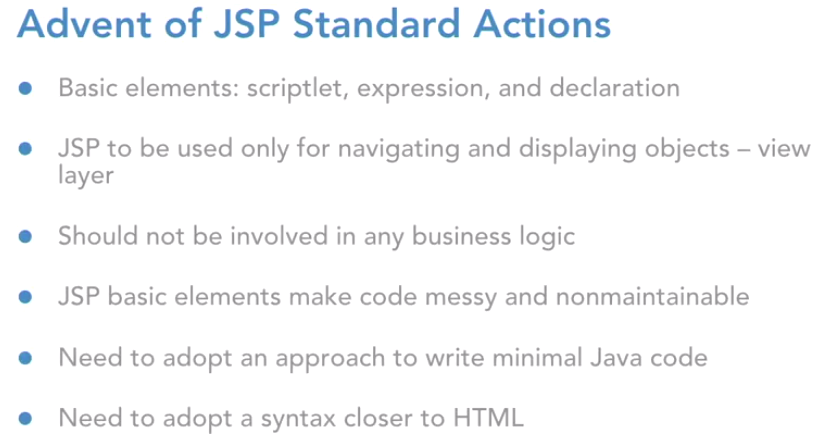 Advent of JSP Standard Actions
Basic elements: scriptlet, expression, and declaration
JSP to be used only for navigating and displaying objects – view
layer
Should not be involved in any business logic
JSP basic elements make code messy and nonmaintainable
Need to adopt an approach to write minimal Java code
Need to adopt a syntax closer to HTML